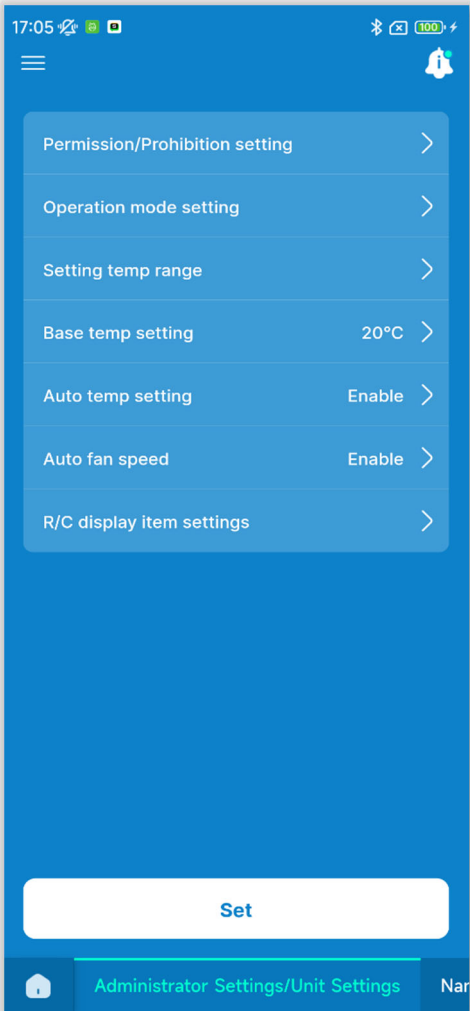 17:05
100
Permission/Prohibition setting
Operation mode setting
Setting temp range
Base temp setting 20°C
Auto temp setting Enable
Auto fan speed Enable
R/C display item settings
Set
Administrator Settings/Unit Settings